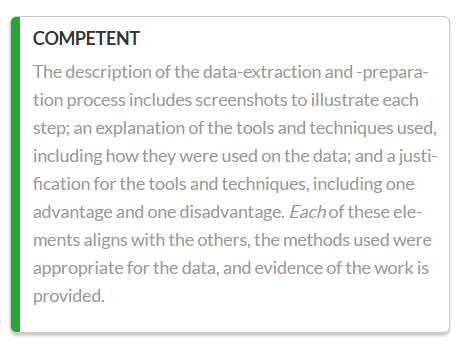 COMPETENT
The description of the data-extraction and -prepara-
tion process includes screenshots to illustrate each
step; an explanation of the tools and techniques used,
including how they were used on the data; and a justi-
fication for the tools and techniques, including one
advantage and one disadvantage. Each of these ele-
ments aligns with the others, the methods used were
appropriate for the data, and evidence of the work is
provided.